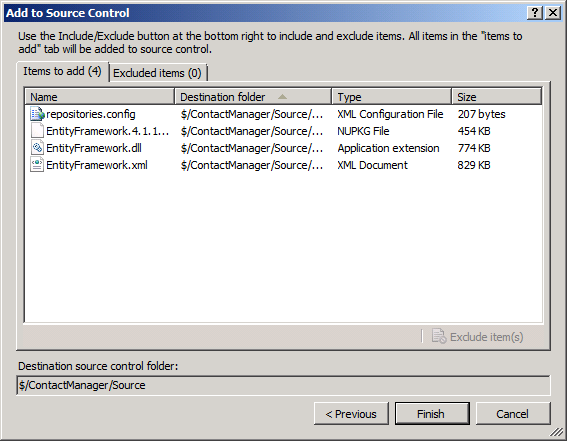 Add to Source Control
Use the Include/Exclude button at the bottom right to include and exclude items. All items in the "items to
add" tab will be added to source control.
Items to add (4) Excluded items (0)
Name Destination folder Type Size
repositories.config $/ContactManager/Source/... XML Configuration File 207 bytes
EntityFramework.4.1.1... $/ContactManager/Source/... NUPKG File 454 KB
EntityFramework.dll $/ContactManager/Source/... Application extension 774 KB
EntityFramework.xml $/ContactManager/Source/... XML Document 829 KB
Exclude item(s)
Destination source control folder:
$/ContactManager/Source
< Previous Finish Cancel